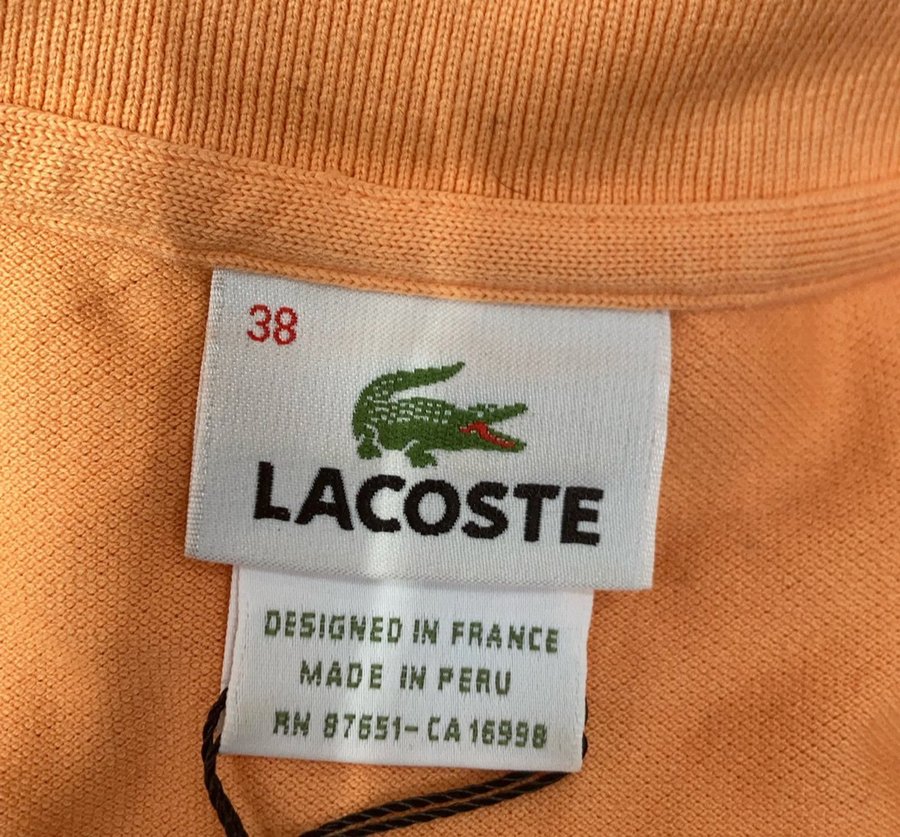 38
LACOSTE
DESIGNED IN FRANCE
MADE IN PERU
RN 87651-CA 16998